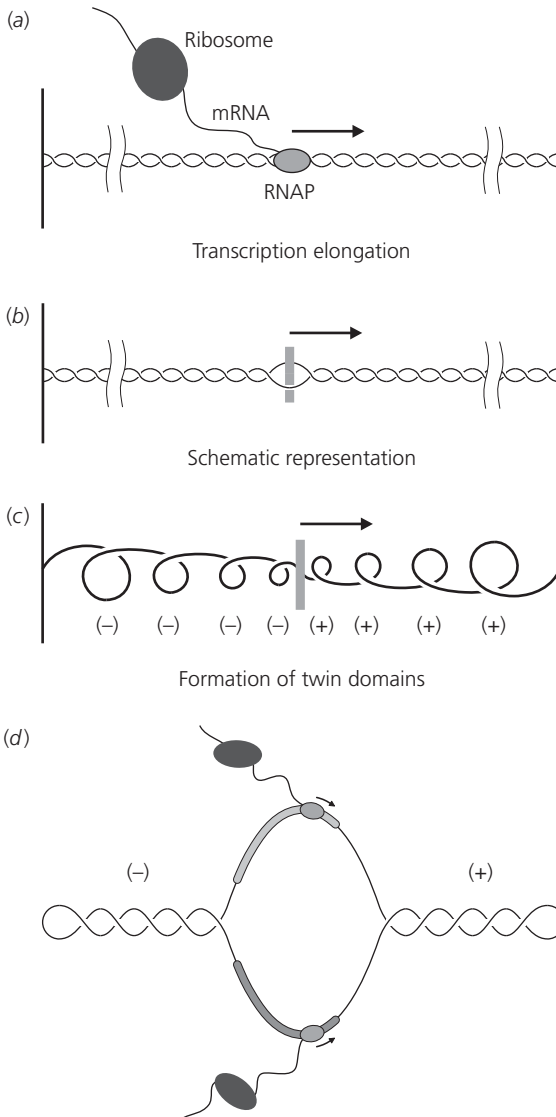 (a)
Ribosome
mRNA
RNAP
Transcription elongation
(b)
Schematic representation
(c)
(–) (–) (–) (–) (+) (+) (+) (+)
Formation of twin domains
(d)
(–) (+)